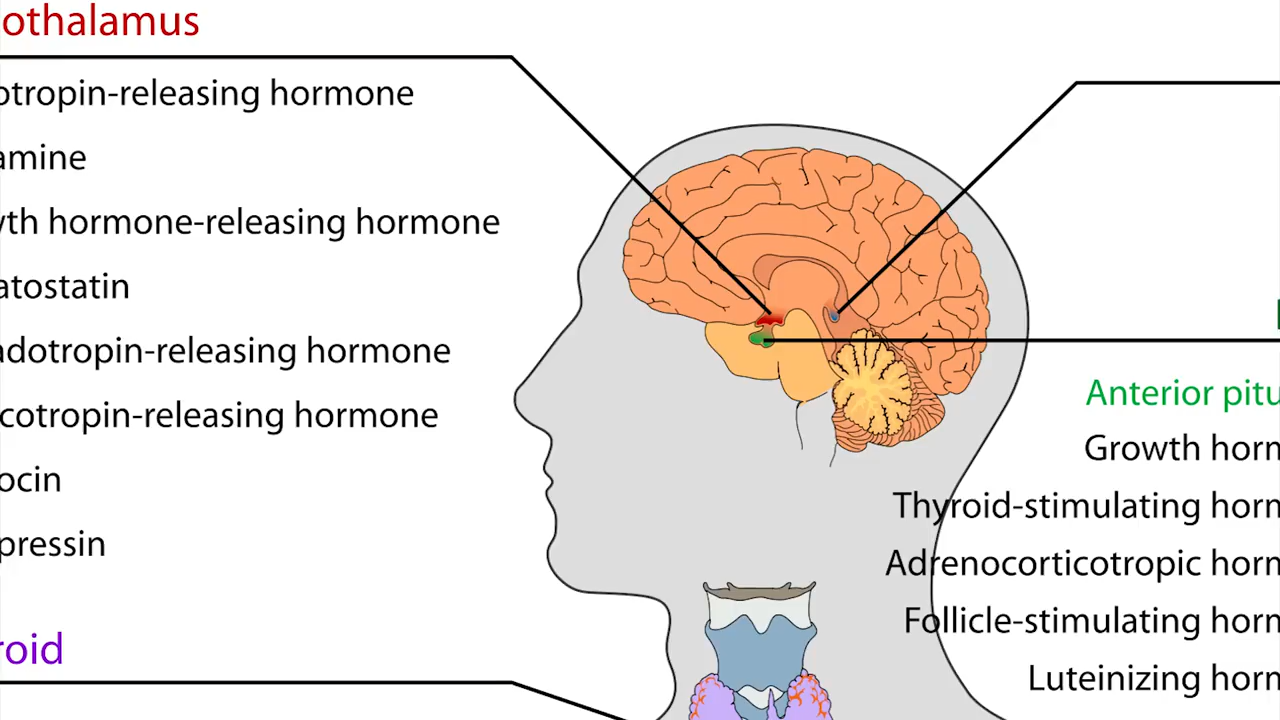 othalamus
otropin-releasing hormone
amine
th hormone-releasing hormone
atostatin
adotropin-releasing hormone
cotropin-releasing hormone
ocin
pressin
roid
Anterior pitu
Growth horn
Thyroid-stimulating horn
Adrenocorticotropic horn
Follicle-stimulating horn
Luteinizing horn